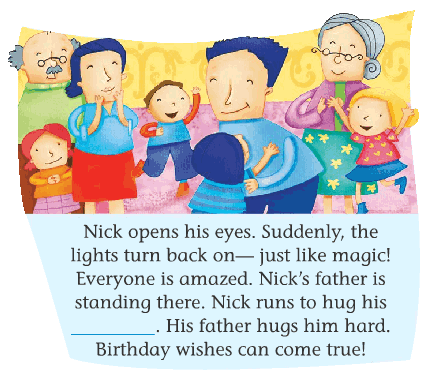 Nick opens his eyes. Suddenly, the
lights turn back on— just like magic!
Everyone is amazed. Nick's father is
standing there. Nick runs to hug his
_________. His father hugs him hard.
Birthday wishes can come true!